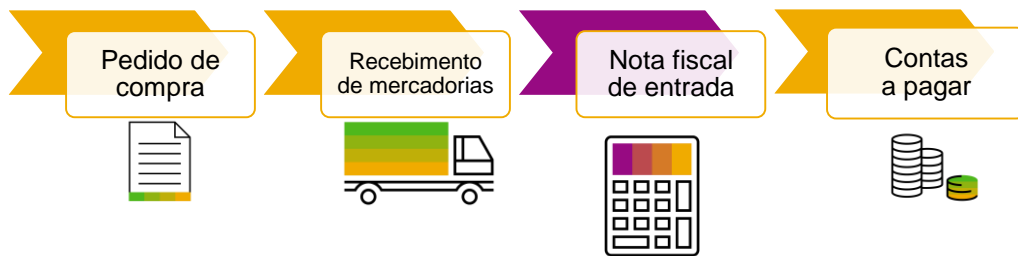 Pedido de
compra
Recebimento
de mercadorias
Nota fiscal
de entrada
Contas
a pagar